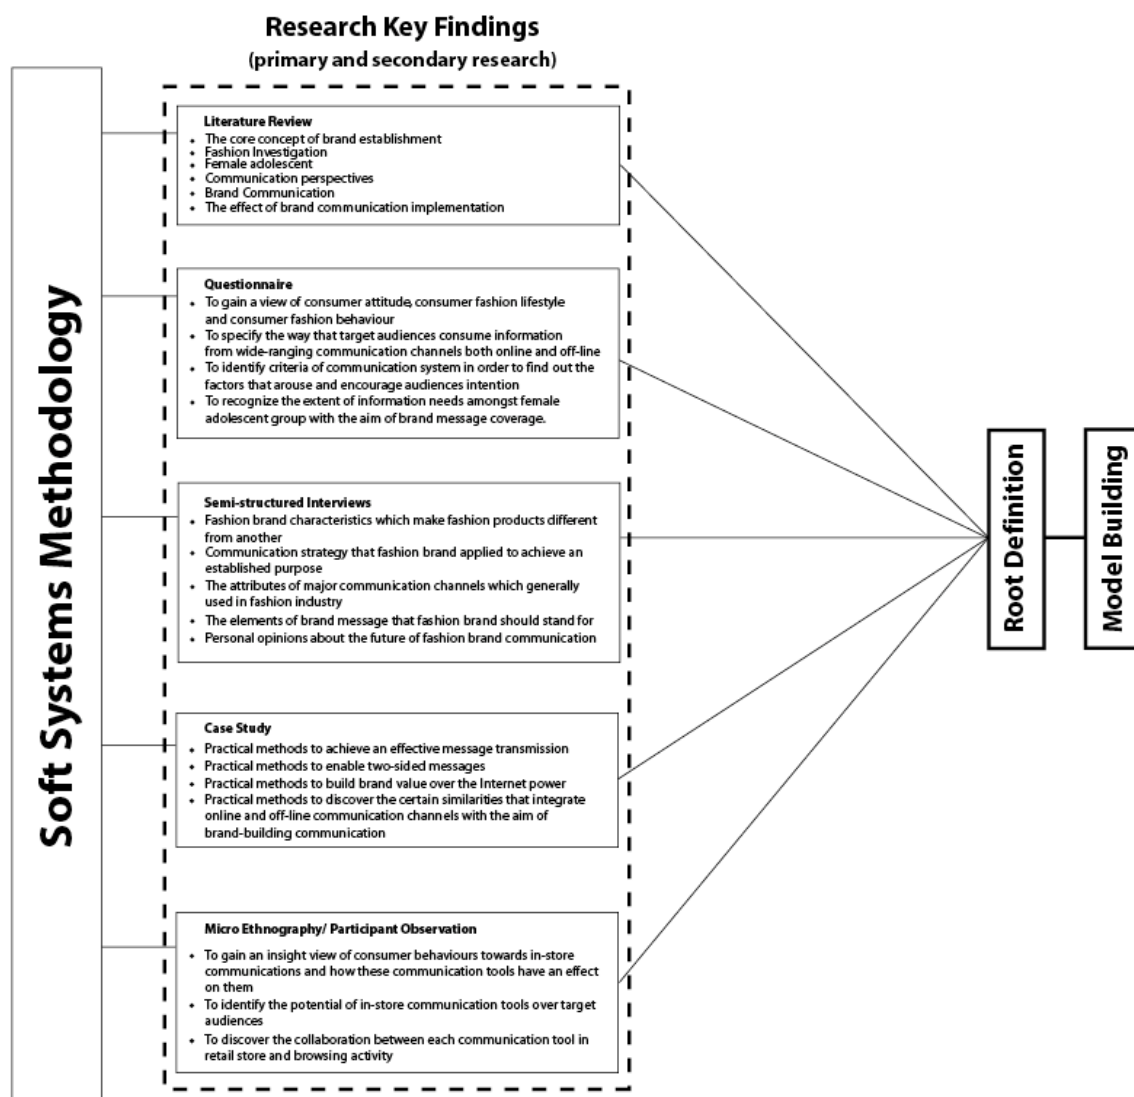 Research Key Findings
(primary and secondary research)
Soft Systems Methodology
Literature Review
• The core concept of brand establishment
• Fashion Investigation
• Female adolescent
• Communication perspectives
• Brand Communication
• The effect of brand communication implementation
Questionnaire
• To gain a view of consumer attitude, consumer fashion lifestyle
and consumer fashion behaviour
• To specify the way that target audiences consume information
from wide-ranging communication channels both online and off-line
• To identify criteria of communication system in order to find out the
factors that arouse and encourage audiences intention
• To recognize the extent of information needs amongst female
adolescent group with the aim of brand message coverage.
Semi-structured Interviews
• Fashion brand characteristics which make fashion products different
from another
• Communication strategy that fashion brand applied to achieve an
established purpose
• The attributes of major communication channels which generally
used in fashion industry
• The elements of brand message that fashion brand should stand for
• Personal opinions about the future of fashion brand communication
Case Study
• Practical methods to achieve an effective message transmission
• Practical methods to enable two-sided messages
• Practical methods to build brand value over the Internet power
• Practical methods to discover the certain similarities that integrate
online and off-line communication channels with the aim of
brand-building communication
Micro Ethnography/ Participant Observation
• To gain an insight view of consumer behaviours towards in-store
communications and how these communication tools have an effect
on them
• To identify the potential of in-store communication tools over target
audiences
• To discover the collaboration between each communication tool in
retail store and browsing activity
Root Definition
Model Building